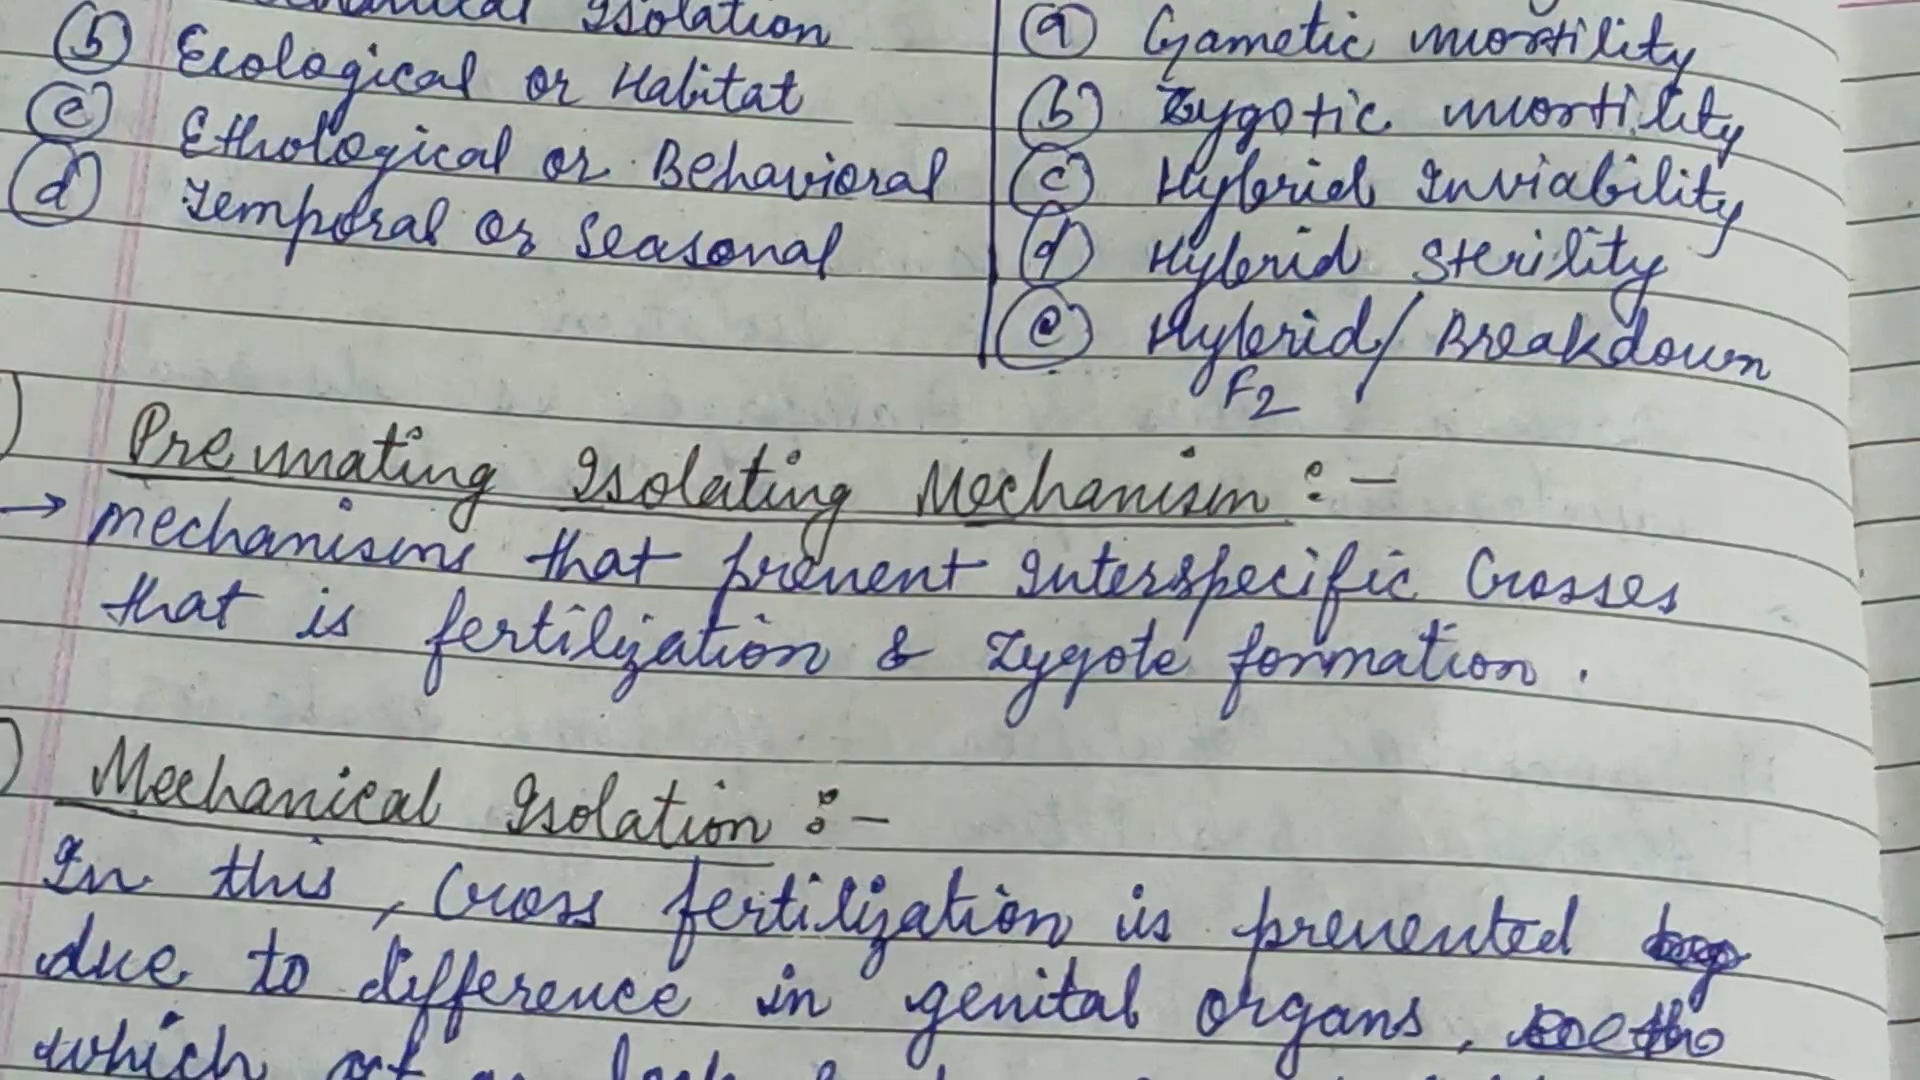 Isolation
(b) Ecological or Habitat
(c) Ethological or Behavioral
(d) Temporal or Seasonal
(a) Gametic mortility
(b) Zygotic mortility
(c) Hybrid Inviability
(d) Hybrid Sterility
(e) Hybrid/ Breakdown
F2
Premating Isolating Mechanism :-
→ mechanisms that prevent Interspecific Crosses
that is fertilization & Zygote formation.
) Mechanical Isolation :-
In this, Cross fertilization is prevented
due to difference in genital organs,
which